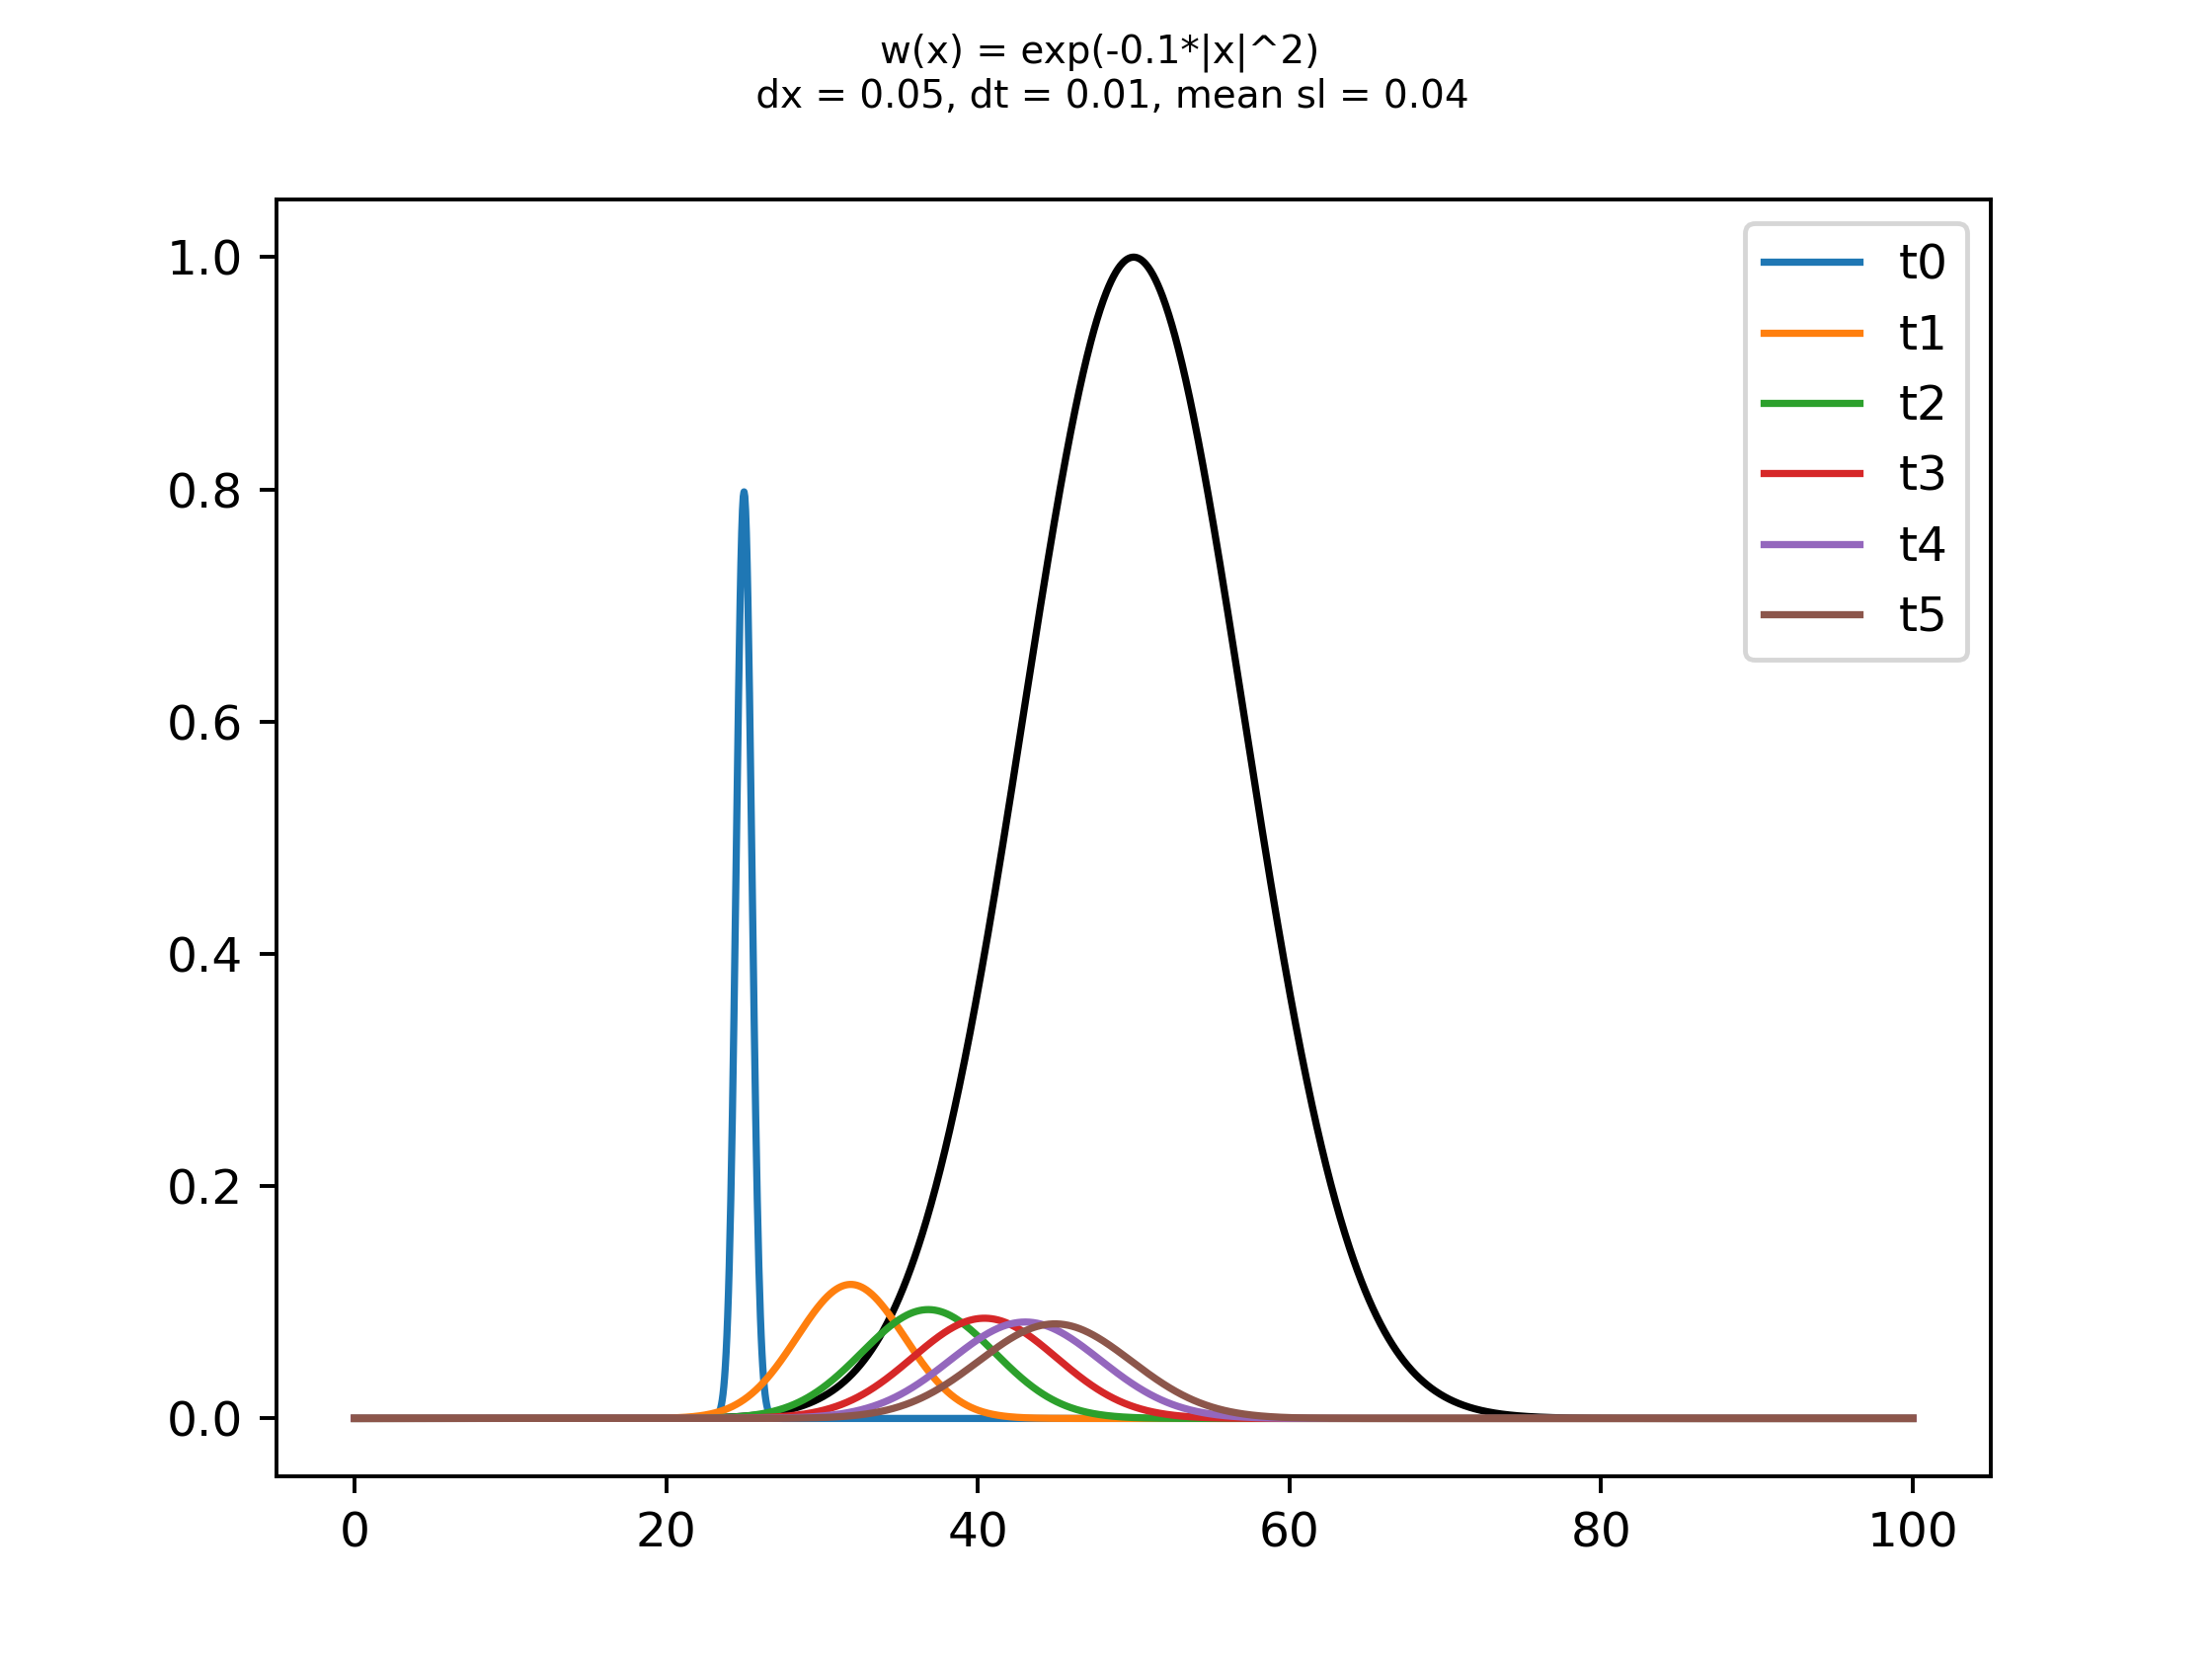 w(x) = exp(-0.1*|x|^2)
dx = 0.05, dt = 0.01, mean sl = 0.04
1.0
0.8
0.6
0.4
0.2
0.0
0 20 40 60 80 100
t0
t1
t2
t3
t4
t5